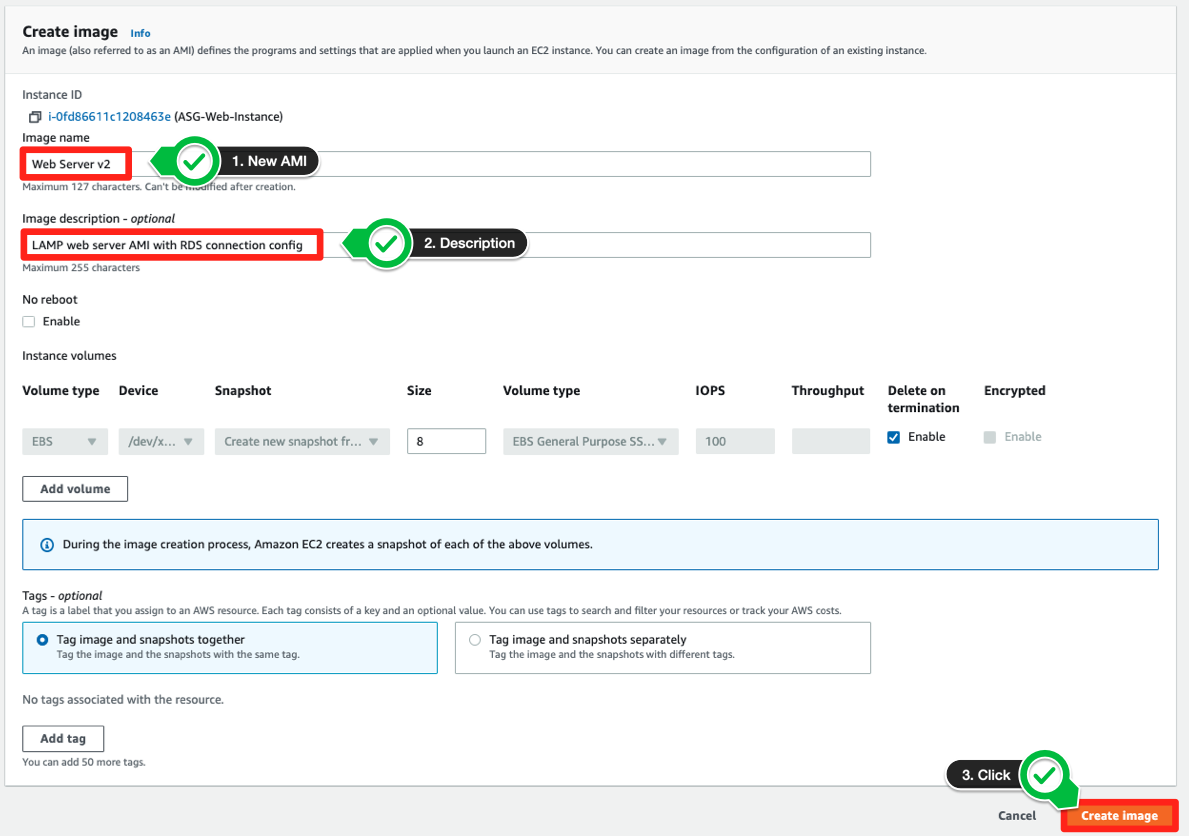 Create image Info
An image (also referred to as an AMI) defines the programs and settings that are applied when you launch an EC2 instance. You can create an image from the configuration of an existing instance.
Instance ID
i-0fd86611c1208463e (ASG-Web-Instance)
Image name
Web Server v2
1. New AMI
Maximum 127 characters. Can't be modified after creation.
Image description - optional
LAMP web server AMI with RDS connection config
2. Description
Maximum 255 characters
No reboot
Enable
Instance volumes
Volume type Device Snapshot Size Volume type IOPS Throughput Delete on termination Encrypted
EBS /dev/x... Create new snapshot fr... 8 EBS General Purpose SS... 100 Enable Enable
Add volume
During the image creation process, Amazon EC2 creates a snapshot of each of the above volumes.
Tags - optional
A tag is a label that you assign to an AWS resource. Each tag consists of a key and an optional value. You can use tags to search and filter your resources or track your AWS costs.
Tag image and snapshots together
Tag the image and the snapshots with the same tag.
Tag image and snapshots separately
Tag the image and the snapshots with different tags.
No tags associated with the resource.
Add tag
You can add 50 more tags.
3. Click
Cancel Create image